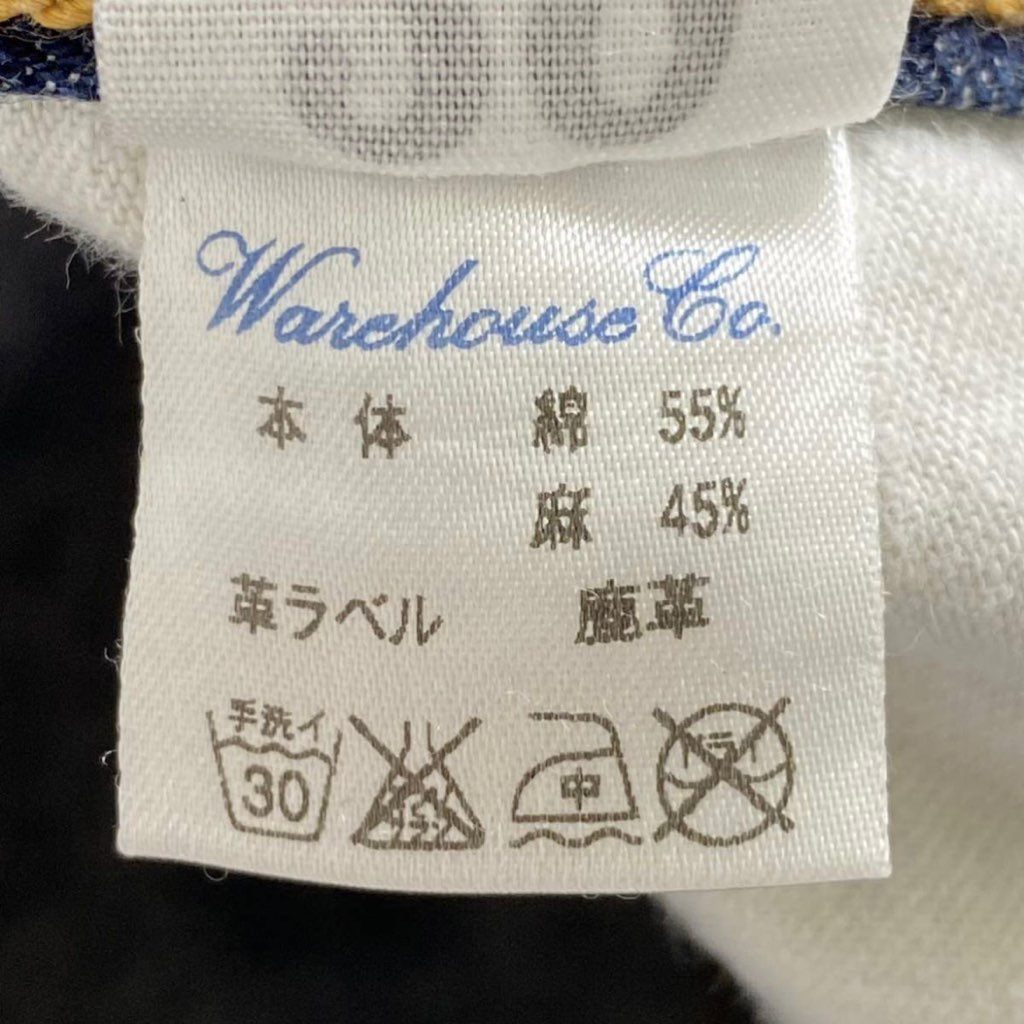 Warehouse Co.
本体 綿 55%
麻 45%
革ラベル 鹿革
手洗イ 30
中